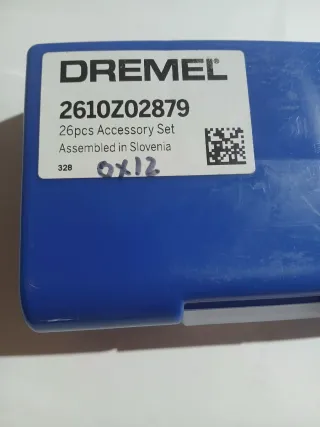 DREMEL
2610Z02879
26pcs Accessory Set
Assembled in Slovenia
328 OX12